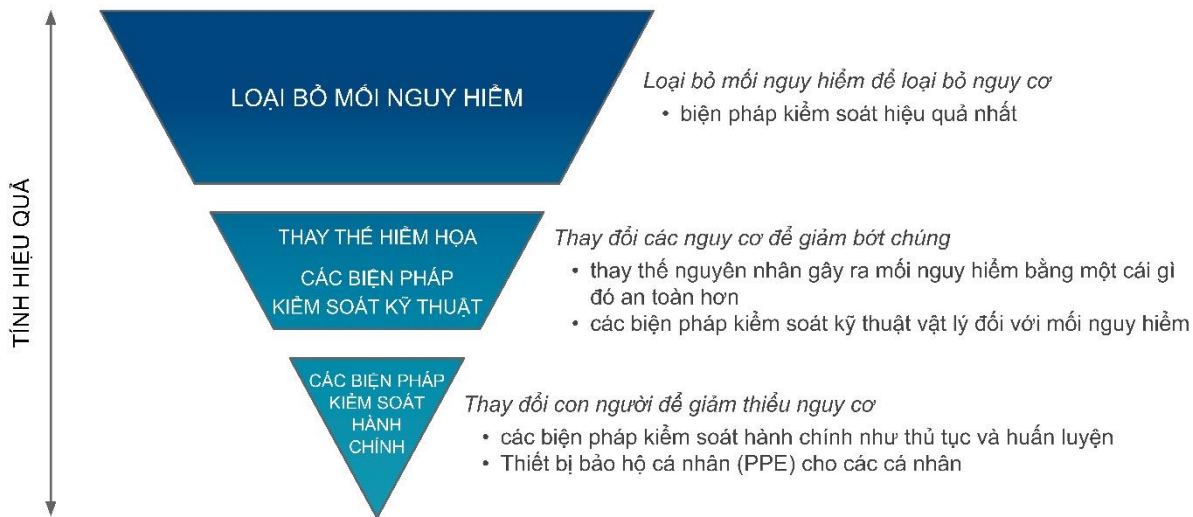 TÍNH HIỆU QUẢ
LOẠI BỎ MỐI NGUY HIỂM
Loại bỏ mối nguy hiểm để loại bỏ nguy cơ
• biện pháp kiểm soát hiệu quả nhất
THAY THẾ HIỂM HỌA
CÁC BIỆN PHÁP
KIỂM SOÁT KỸ THUẬT
Thay đổi các nguy cơ để giảm bớt chúng
• thay thế nguyên nhân gây ra mối nguy hiểm bằng một cái gì
đó an toàn hơn
• các biện pháp kiểm soát kỹ thuật vật lý đối với mối nguy hiểm
CÁC BIỆN PHÁP
KIỂM SOÁT
HÀNH
CHÍNH
Thay đổi con người để giảm thiểu nguy cơ
• các biện pháp kiểm soát hành chính như thủ tục và huấn luyện
• Thiết bị bảo hộ cá nhân (PPE) cho các cá nhân